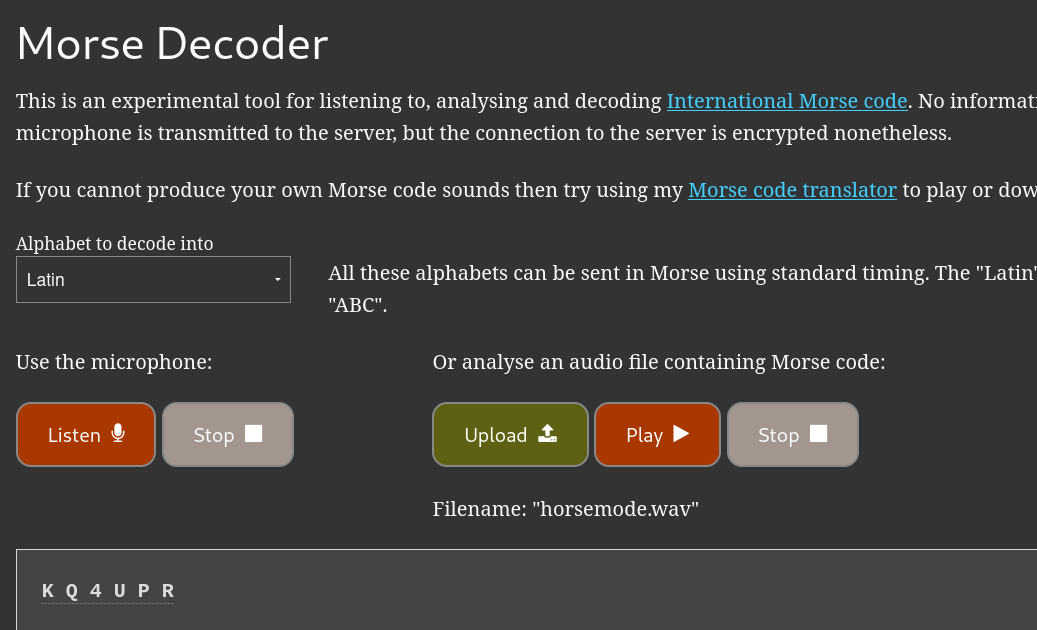 Morse Decoder
This is an experimental tool for listening to, analysing and decoding International Morse code. No informati
microphone is transmitted to the server, but the connection to the server is encrypted nonetheless.
If you cannot produce your own Morse code sounds then try using my Morse code translator to play or dow
Alphabet to decode into
Latin
All these alphabets can be sent in Morse using standard timing. The "Latin"
"ABC".
Use the microphone:
Or analyse an audio file containing Morse code:
Listen Stop
Upload Play Stop
Filename: "horsemode.wav"
K Q 4 U P R